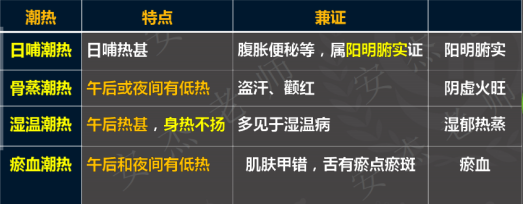 潮热 特点 兼证
日晡潮热 日晡热甚 腹胀便秘等，属阳明腑实证 阳明腑实
骨蒸潮热 午后或夜间有低热 盗汗、颧红 阴虚火旺
湿温潮热 午后热甚，身热不扬 多见于湿温病 湿郁热蒸
瘀血潮热 午后和夜间有低热 肌肤甲错，舌有瘀点瘀斑 瘀血
安杰老师